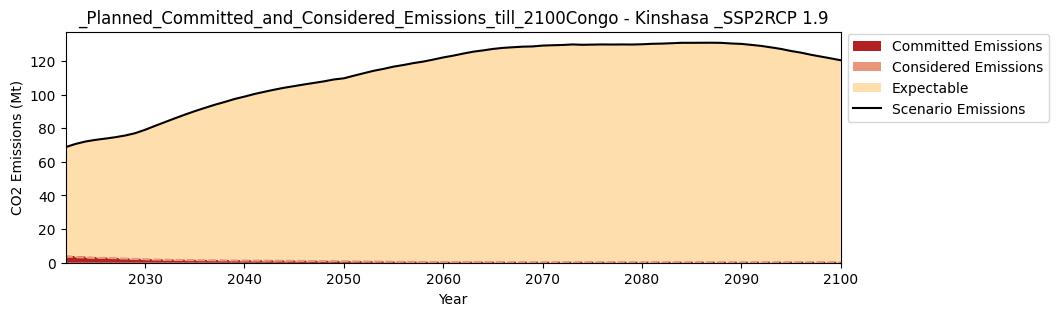 _Planned_Committed_and_Considered_Emissions_till_2100Congo - Kinshasa _SSP2RCP 1.9
Committed Emissions
Considered Emissions
Expectable
Scenario Emissions
CO2 Emissions (Mt)
120
100
80
60
40
20
0
2030 2040 2050 2060 2070 2080 2090 2100
Year